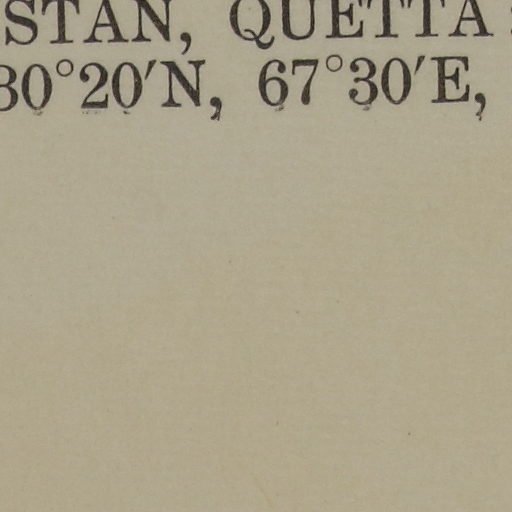 STAN, QUETTA
30°20′N, 67°30′E,